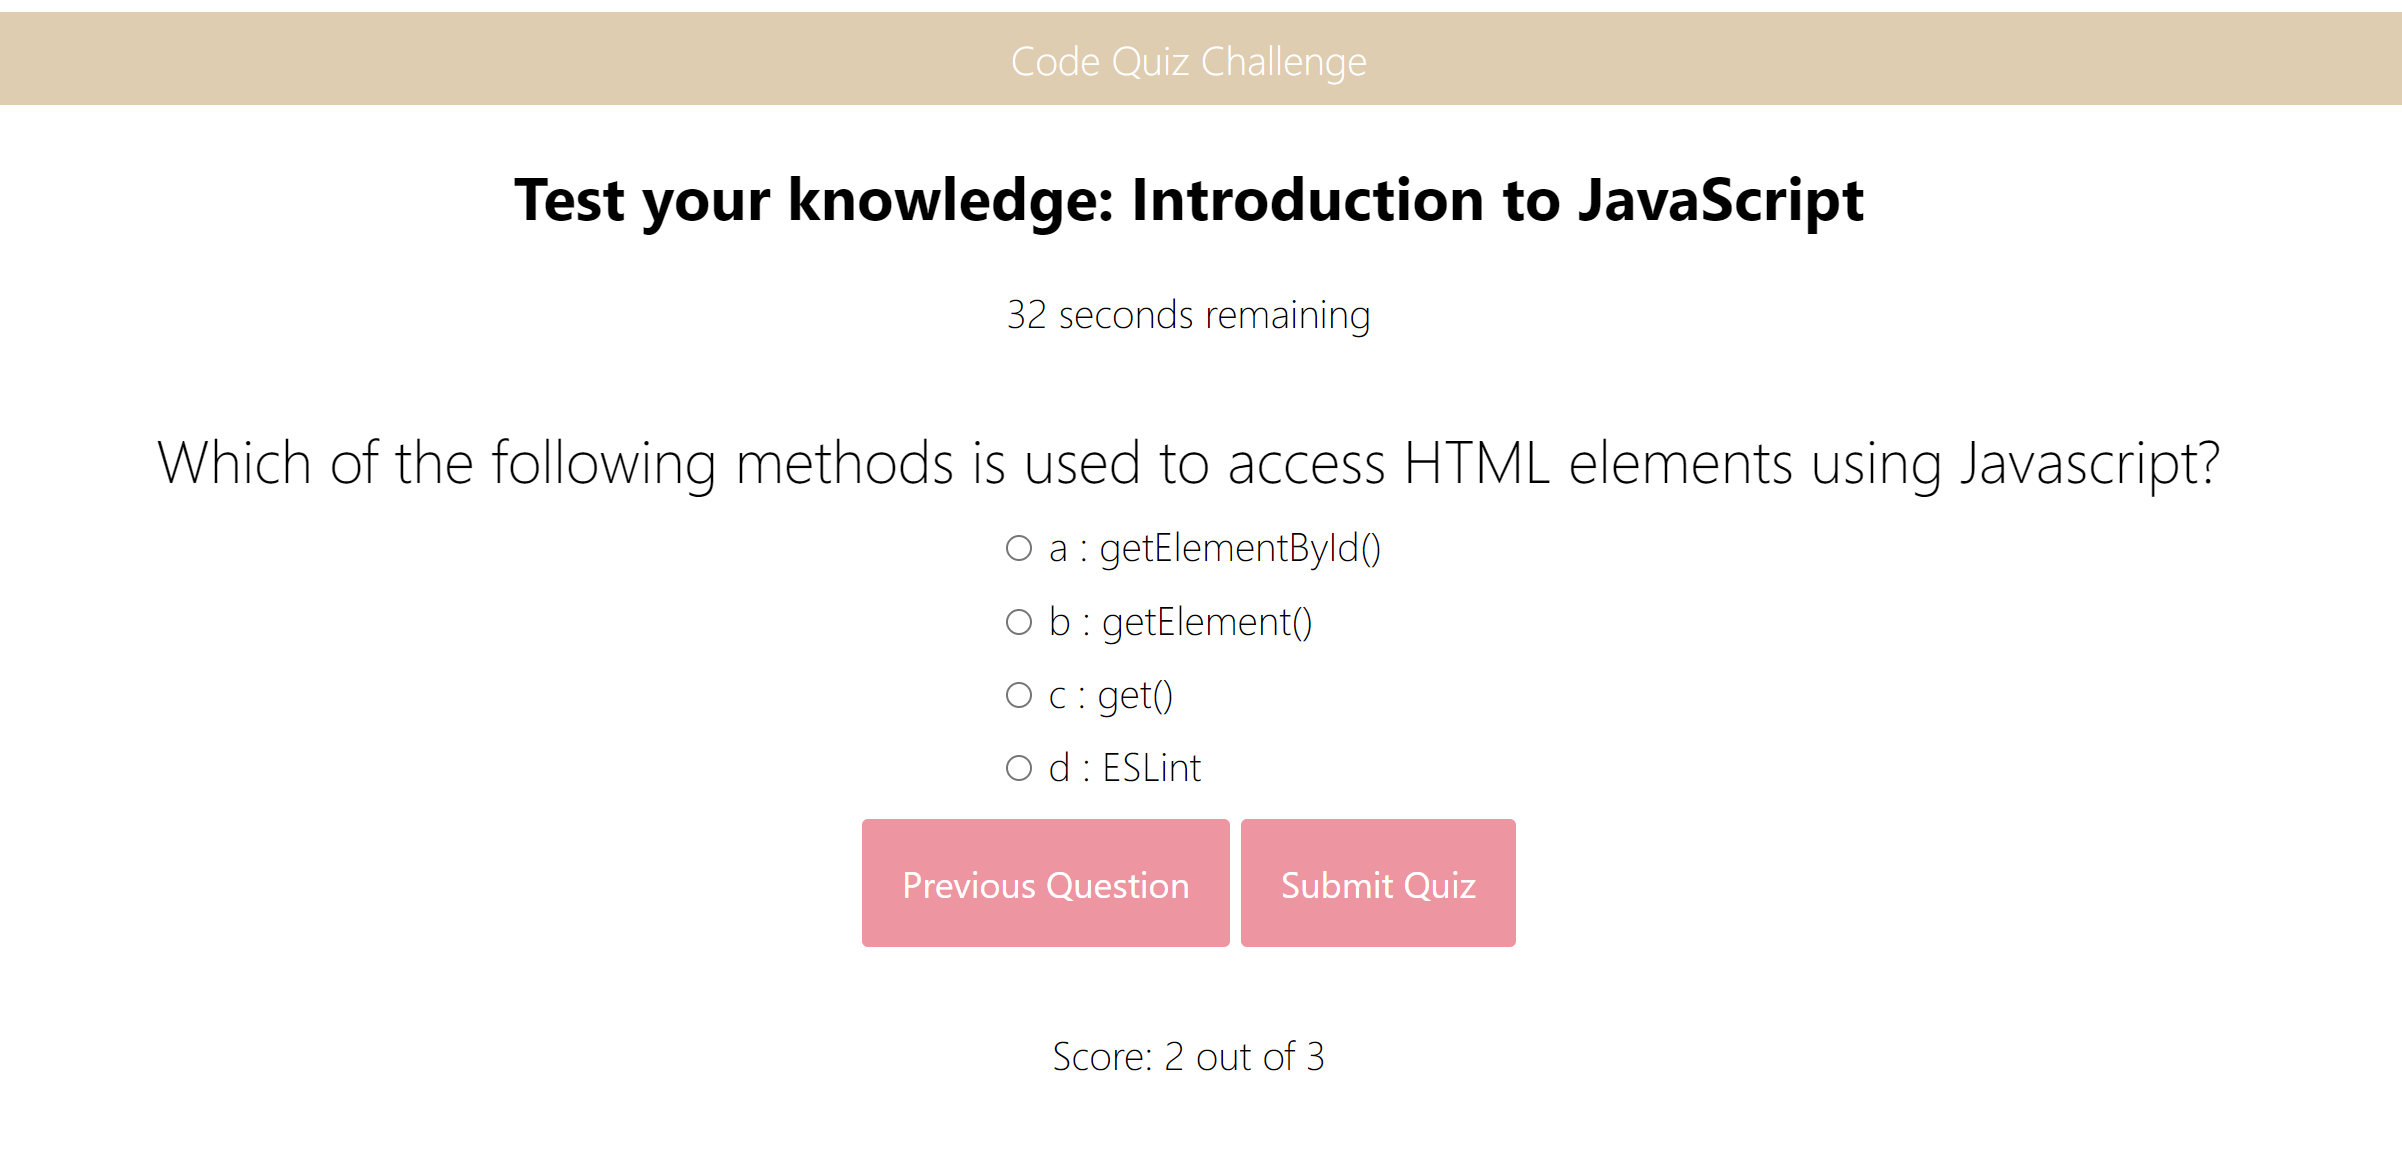 Code Quiz Challenge
Test your knowledge: Introduction to JavaScript
32 seconds remaining
Which of the following methods is used to access HTML elements using Javascript?
a : getElementById()
b : getElement()
c : get()
d : ESLint
Previous Question Submit Quiz
Score: 2 out of 3